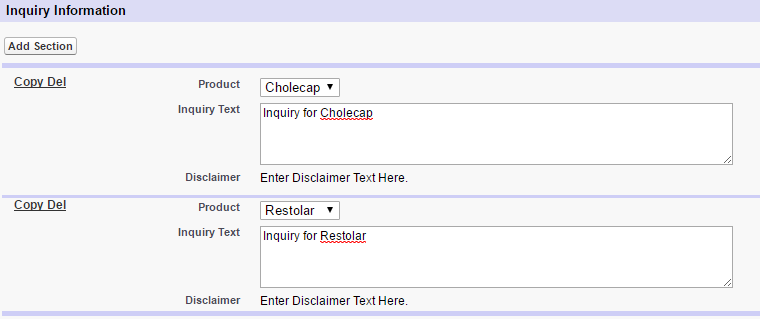 Inquiry Information
Add Section
Copy Del Product Cholecap
Inquiry Text Inquiry for Cholecap
Disclaimer Enter Disclaimer Text Here.
Copy Del Product Restolar
Inquiry Text Inquiry for Restolar
Disclaimer Enter Disclaimer Text Here.